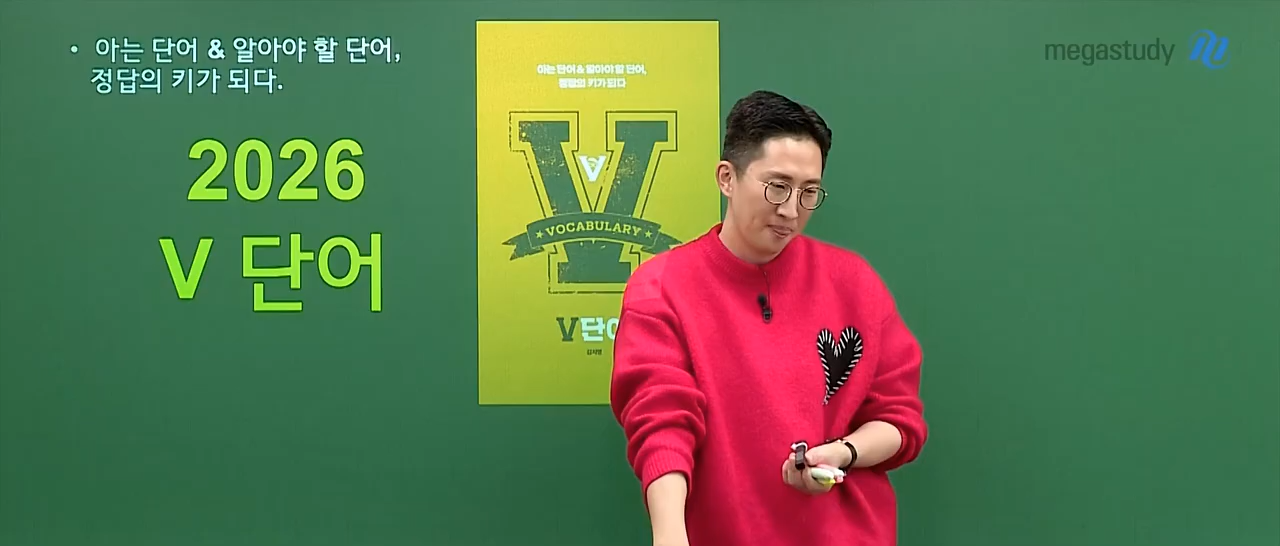 • 아는 단어 & 알아야 할 단어,
정답의 키가 되다.
2026
V 단어
아는 단어 & 알아야 할 단어,
정답의 키가 되다
V
★VOCABULARY★
V단어
megastudy